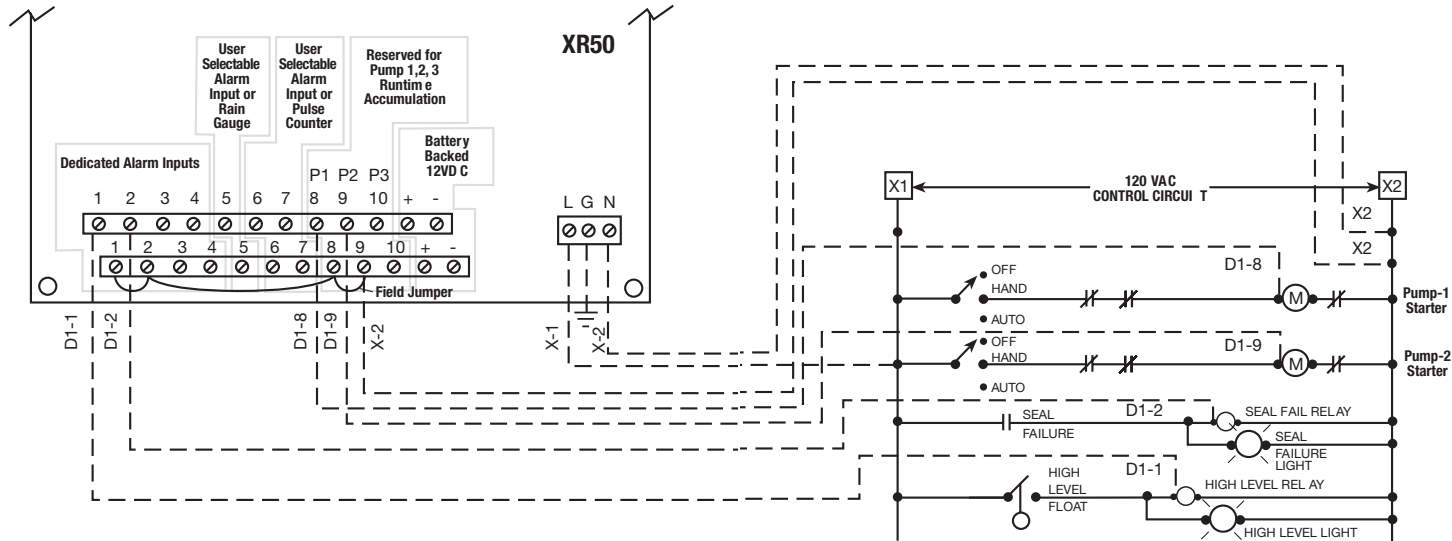 XR50
User
Selectable
Alarm
Input or
Rain
Gauge
User
Selectable
Alarm
Input or
Pulse
Counter
Reserved for
Pump 1,2, 3
Runtim e
Accumulation
Battery
Backed
12VD C
Dedicated Alarm Inputs
P1 P2 P3
1 2 3 4 5 6 7 8 9 10 + -
1 2 3 4 5 6 7 8 9 10 + -
Field Jumper
L G N
D1-1
D1-2
D1-8
D1-9
X-2
X-1
X-2
X1
120 VAC
CONTROL CIRCUI T
X2
X2
X2
D1-8
OFF
HAND
AUTO
M
Pump-1
Starter
D1-9
OFF
HAND
AUTO
M
Pump-2
Starter
D1-2
SEAL
FAILURE
SEAL FAIL RELAY
SEAL
FAILURE
LIGHT
D1-1
HIGH
LEVEL
FLOAT
HIGH LEVEL RELAY
HIGH LEVEL LIGHT